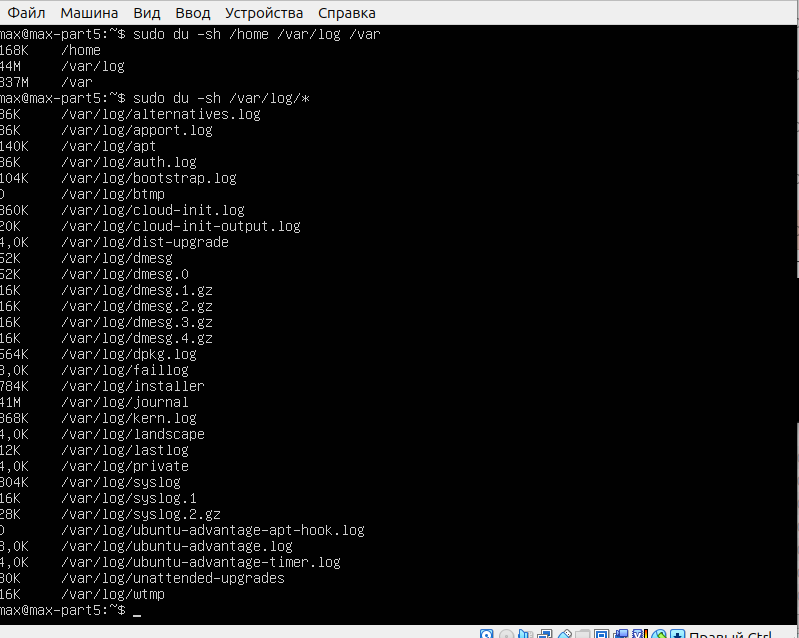 Файл Машина Вид Ввод Устройства Справка
max@max-part5:~$ sudo du -sh /home /var/log /var
168K /home
44M /var/log
837M /var
max@max-part5:~$ sudo du -sh /var/log/*
36K /var/log/alternatives.log
36K /var/log/apport.log
140K /var/log/apt
36K /var/log/auth.log
104K /var/log/bootstrap.log
0 /var/log/btmp
360K /var/log/cloud-init.log
20K /var/log/cloud-init-output.log
4,0K /var/log/dist-upgrade
52K /var/log/dmesg
52K /var/log/dmesg.0
16K /var/log/dmesg.1.gz
16K /var/log/dmesg.2.gz
16K /var/log/dmesg.3.gz
16K /var/log/dmesg.4.gz
564K /var/log/dpkg.log
8,0K /var/log/faillog
784K /var/log/installer
41M /var/log/journal
868K /var/log/kern.log
4,0K /var/log/landscape
12K /var/log/lastlog
4,0K /var/log/private
804K /var/log/syslog
16K /var/log/syslog.1
28K /var/log/syslog.2.gz
0 /var/log/ubuntu-advantage-apt-hook.log
8,0K /var/log/ubuntu-advantage.log
4,0K /var/log/ubuntu-advantage-timer.log
80K /var/log/unattended-upgrades
16K /var/log/wtmp
max@max-part5:~$ _
Правый Ctrl